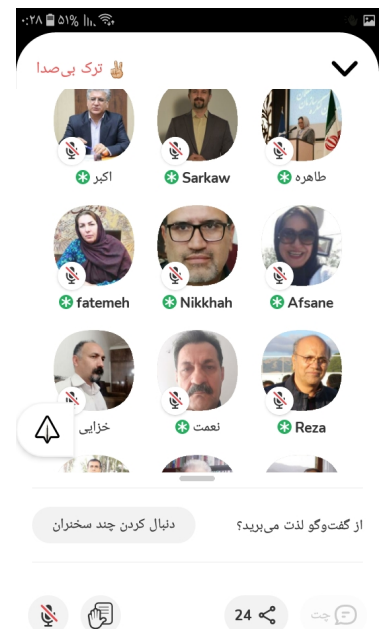 ۰:۲۸ ۵۱%
ترک بی‌صدا
اکبر Sarkaw طاهره
fatemeh Nikkhah Afsane
خزایی نعمت Reza
از گفت‌وگو لذت می‌برید؟ دنبال کردن چند سخنران
24 چت